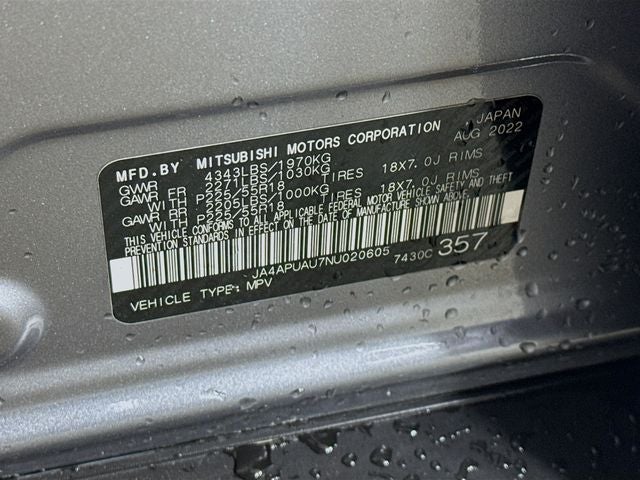 MFD.BY MITSUBISHI MOTORS CORPORATION JAPAN
GVWR 4343LBS/1970KG AUG 2022
GAWR FR 2271LBS/1030KG
WITH P225/55R18 TIRES 18X7.0J RIMS
GAWR RR 2205LBS/1000KG
WITH P225/55R18 TIRES 18X7.0J RIMS
THIS VEHICLE CONFORMS TO ALL APPLICABLE FEDERAL MOTOR VEHICLE SAFETY AND THEFT
PREVENTION STANDARDS IN EFFECT ON THE DATE OF MANUFACTURE SHOWN ABOVE.
JA4APUAU7NU020605 7430C 357
VEHICLE TYPE: MPV